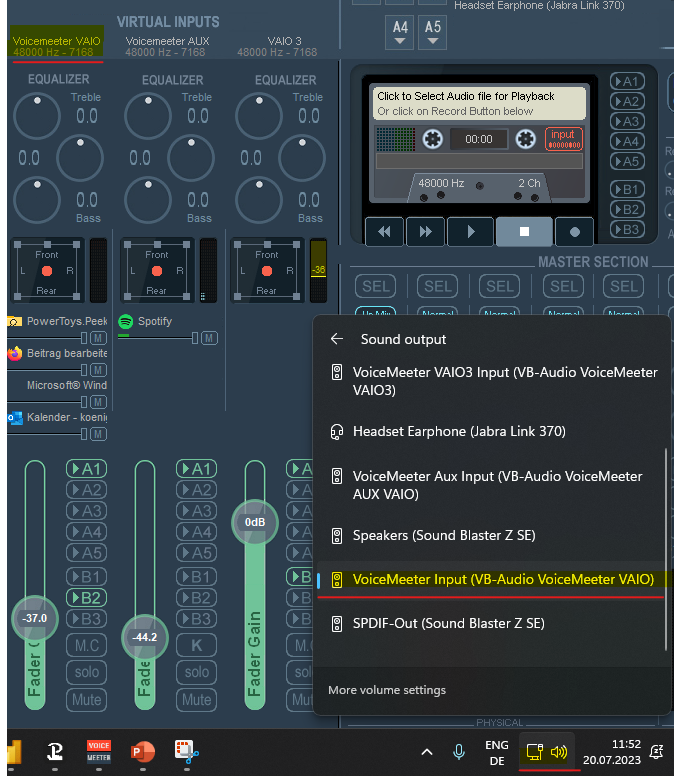 VIRTUAL INPUTS
Voicemeeter VAIO
48000 Hz - 7168
Voicemeeter AUX
48000 Hz - 7168
VAIO 3
48000 Hz - 7168
EQUALIZER
Treble
0.0
0.0
0.0
Bass
EQUALIZER
Treble
0.0
0.0
0.0
Bass
EQUALIZER
Treble
0.0
0.0
0.0
Bass
Front
L R
Rear
Front
L R
Rear
Front
L R
Rear
-36
PowerToys.Peek
M
Beitrag bearbeite
M
Microsoft® Wind
M
Kalender - koenig
M
Spotify
M
A1
A2
A3
A4
A5
B1
B2
B3
M.C
solo
Mute
-37.0
Fader G
A1
A2
A3
A4
A5
B1
B2
B3
K
solo
Mute
-44.2
Fade
0dB
Fader Gain
Headset Earphone (Jabra Link 370)
A4
A5
Click to Select Audio file for Playback
Or click on Record Button below
00:00
input
48000 Hz
2 Ch
A1
A2
A3
A4
A5
B1
B2
B3
MASTER SECTION
SEL
SEL
SEL
SEL
SEL
Normal
Normal
Normal
Normal
Sound output
VoiceMeeter VAIO3 Input (VB-Audio VoiceMeeter
VAIO3)
Headset Earphone (Jabra Link 370)
VoiceMeeter Aux Input (VB-Audio VoiceMeeter
AUX VAIO)
Speakers (Sound Blaster Z SE)
VoiceMeeter Input (VB-Audio VoiceMeeter VAIO)
SPDIF-Out (Sound Blaster Z SE)
More volume settings
PHYSICAL
VOICE
MEETER
ENG
DE
11:52
20.07.2023